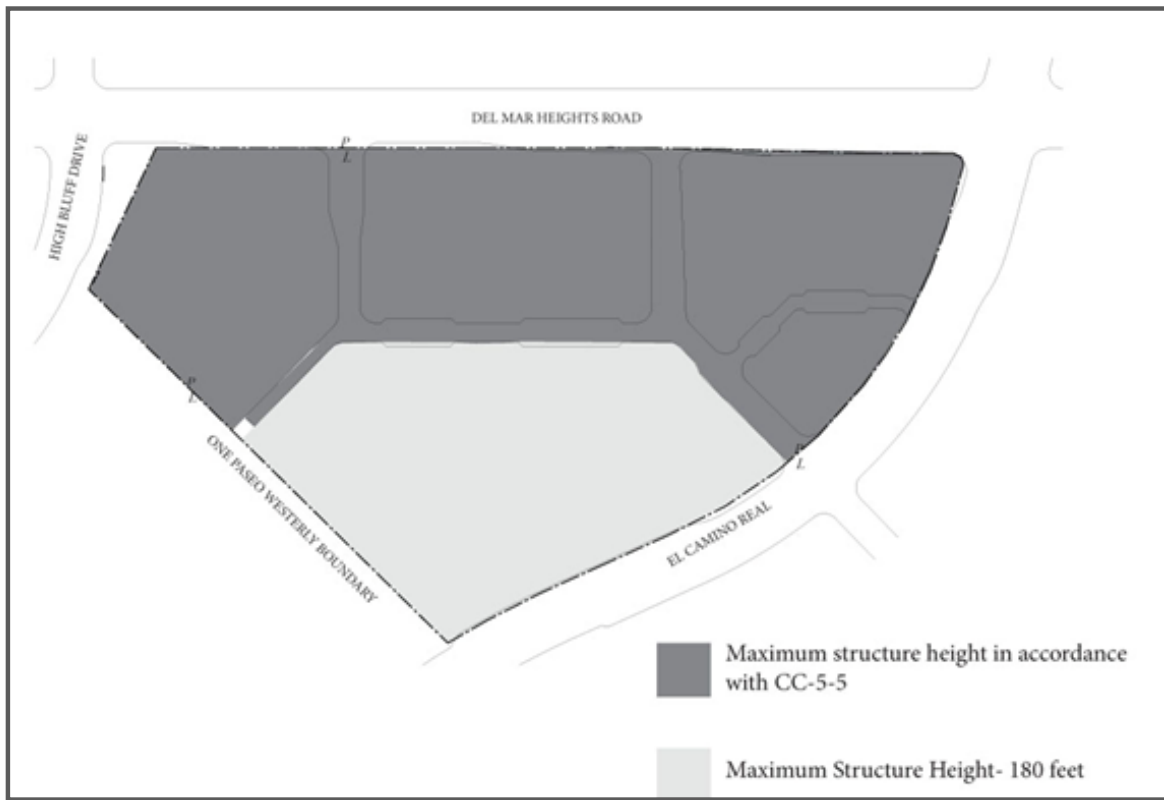 DEL MAR HEIGHTS ROAD
HIGH BLUFF DRIVE
P
L
P
L
ONE PASEO WESTERLY BOUNDARY
P
L
EL CAMINO REAL
Maximum structure height in accordance
with CC-5-5
Maximum Structure Height- 180 feet